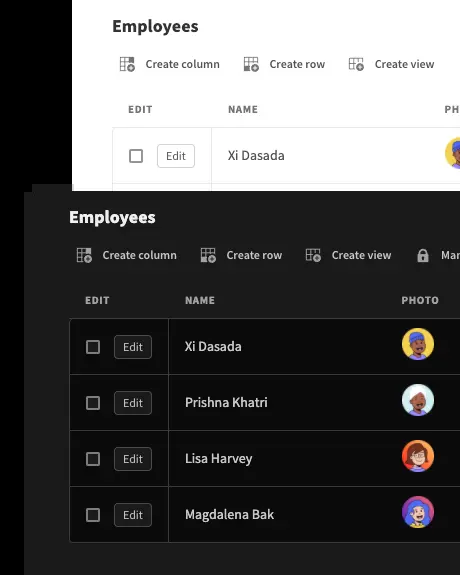 Employees
Create column Create row Create view
EDIT NAME PH
Edit Xi Dasada
Employees
Create column Create row Create view Mar
EDIT NAME PHOTO
Edit Xi Dasada
Edit Prishna Khatri
Edit Lisa Harvey
Edit Magdalena Bak